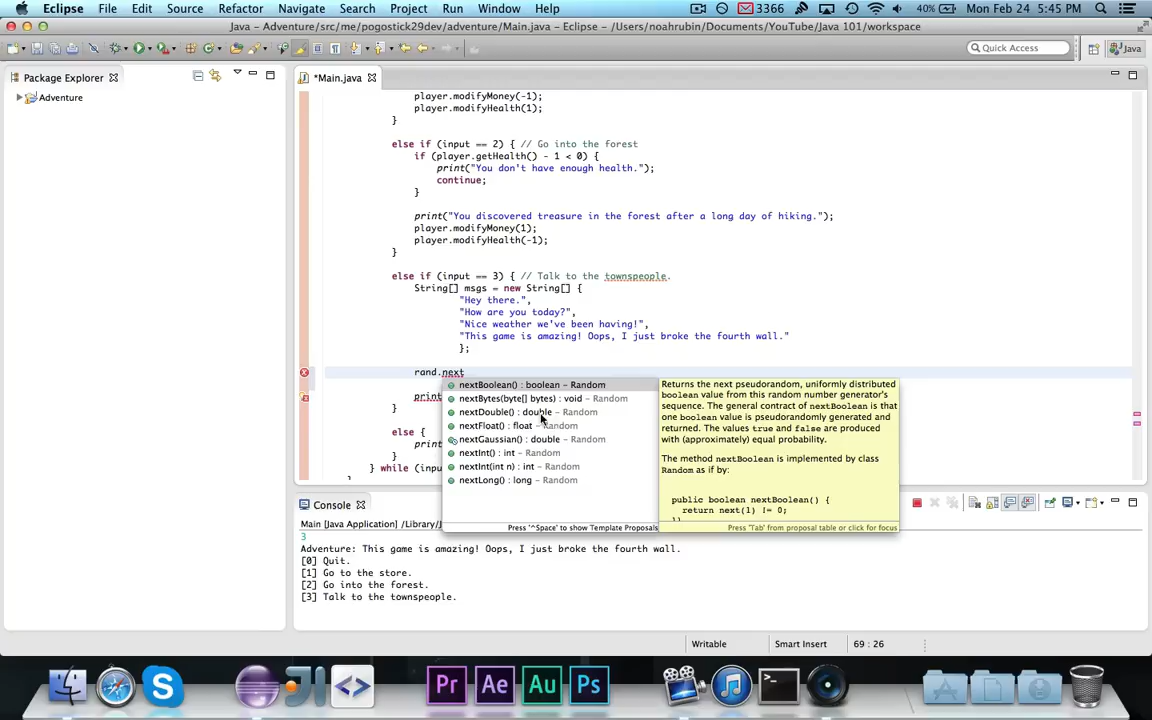 Eclipse File Edit Source Refactor Navigate Search Project Run Window Help 3366 40% Mon Feb 24 5:45 PM
Java – Adventure/src/me/pogostick29dev/adventure/Main.java – Eclipse – /Users/noahrubin/Documents/YouTube/Java 101/workspace
Quick Access
Java
Package Explorer
*Main.java
Adventure
player.modifyMoney(-1);
player.modifyHealth(1);
}
else if (input == 2) { // Go into the forest
if (player.getHealth() - 1 < 0) {
print("You don't have enough health.");
continue;
}
print("You discovered treasure in the forest after a long day of hiking.");
player.modifyMoney(1);
player.modifyHealth(-1);
}
else if (input == 3) { // Talk to the townspeople.
String[] msgs = new String[] {
"Hey there.",
"How are you today?",
"Nice weather we've been having!",
"This game is amazing! Oops, I just broke the fourth wall."
};
rand.next
print
}
else {
print
} while (inpu
nextBoolean() : boolean – Random
nextBytes(byte[] bytes) : void – Random
nextDouble() : double – Random
nextFloat() : float – Random
nextGaussian() : double – Random
nextInt() : int – Random
nextInt(int n) : int – Random
nextLong() : long – Random
Press '^Space' to show Template Proposals
Returns the next pseudorandom, uniformly distributed
boolean value from this random number generator's
sequence. The general contract of nextBoolean is that
one boolean value is pseudorandomly generated and
returned. The values true and false are produced
with (approximately) equal probability.
The method nextBoolean is implemented by class
Random as if by:
public boolean nextBoolean() {
return next(1) != 0;
Press 'Tab' from proposal table or click for focus
Console
Main [Java Application] /Library/J
3
Adventure: This game is amazing! Oops, I just broke the fourth wall.
[0] Quit.
[1] Go to the store.
[2] Go into the forest.
[3] Talk to the townspeople.
Writable
Smart Insert
69 : 26
Pr
Ae
Au
Ps